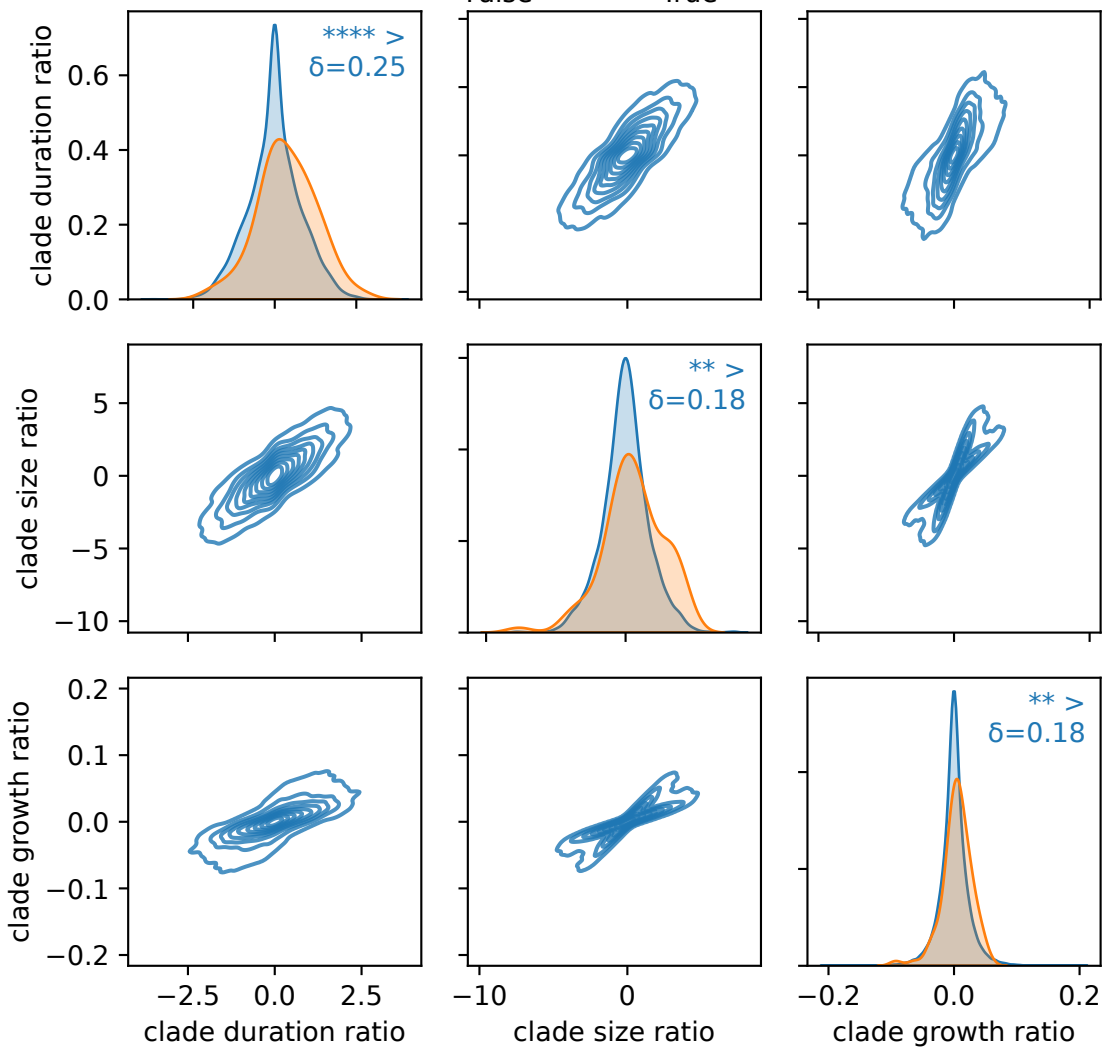 False True
clade duration ratio
0.6
0.4
0.2
0.0
**** >
δ=0.25
clade size ratio
5
0
−5
−10
** >
δ=0.18
clade growth ratio
0.2
0.1
0.0
−0.1
−0.2
** >
δ=0.18
−2.5 0.0 2.5
−10 0
−0.2 0.0 0.2
clade duration ratio
clade size ratio
clade growth ratio